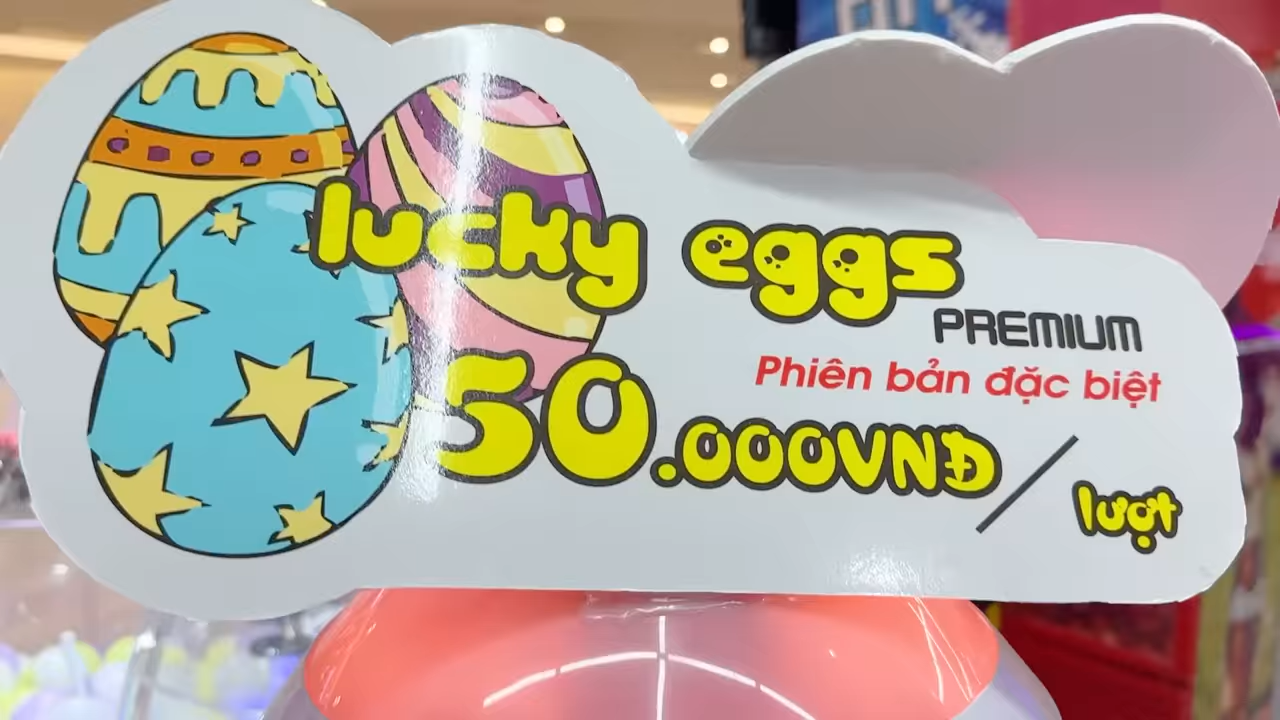 lucky eggs
PREMIUM
Phiên bản đặc biệt
50.000VNĐ/lượt